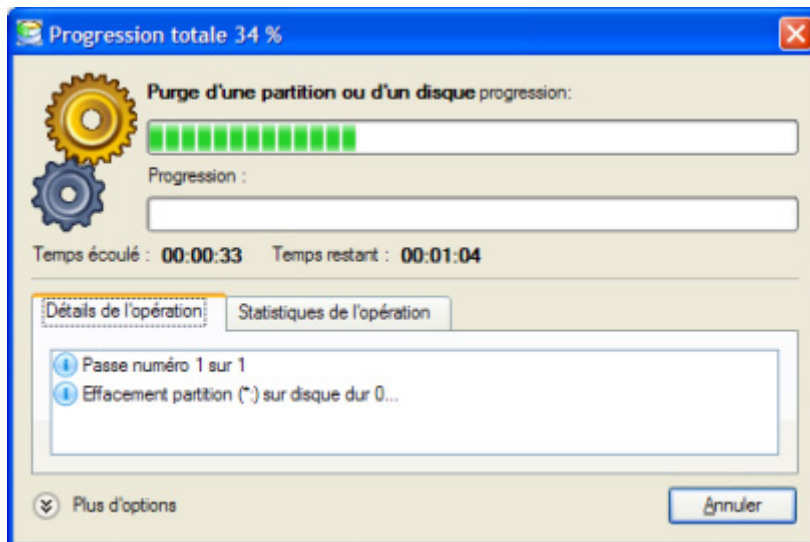 Progression totale 34 %
Purge d'une partition ou d'un disque progression:
Progression :
Temps écoulé : 00:00:33 Temps restant : 00:01:04
Détails de l'opération Statistiques de l'opération
Passe numéro 1 sur 1
Effacement partition (*:) sur disque dur 0...
Plus d'options Annuler